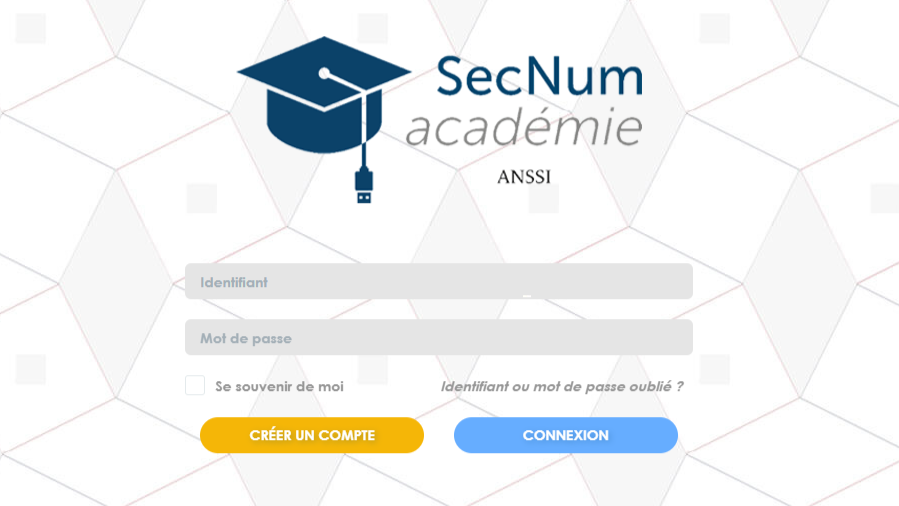 SecNum
académie
ANSSI
Identifiant
Mot de passe
Se souvenir de moi
Identifiant ou mot de passe oublié ?
CRÉER UN COMPTE
CONNEXION